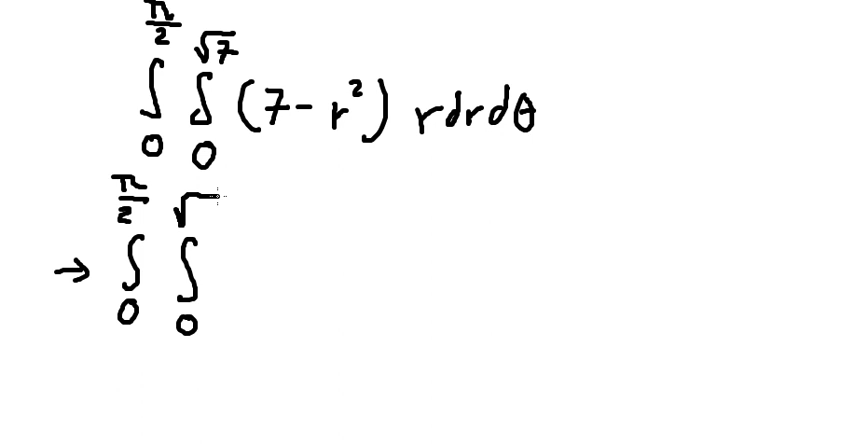 ∫₀^{π/2} ∫₀^{√7} (7 - r²) r dr dθ
→ ∫₀^{π/2} ∫₀^{√}